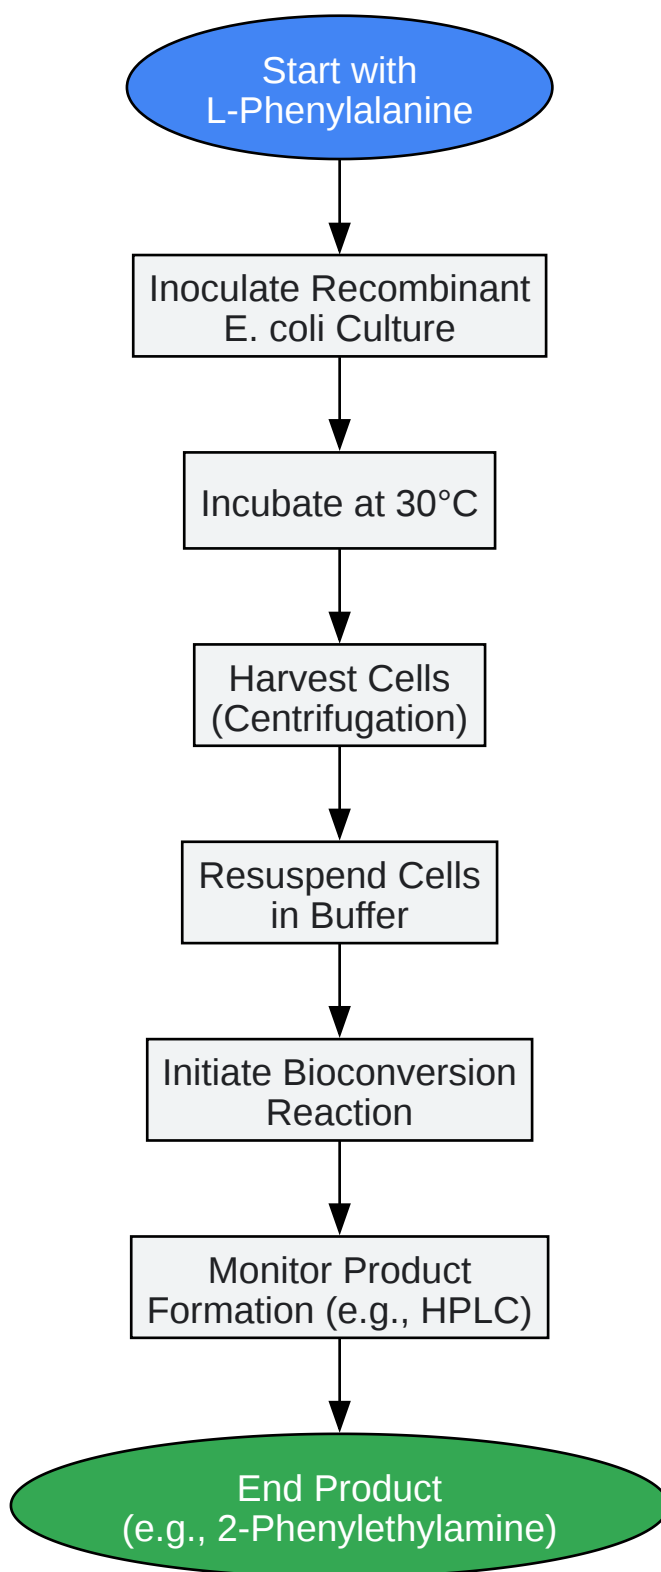 Start with
L-Phenylalanine
Inoculate Recombinant
E. coli Culture
Incubate at 30°C
Harvest Cells
(Centrifugation)
Resuspend Cells
in Buffer
Initiate Bioconversion
Reaction
Monitor Product
Formation (e.g., HPLC)
End Product
(e.g., 2-Phenylethylamine)